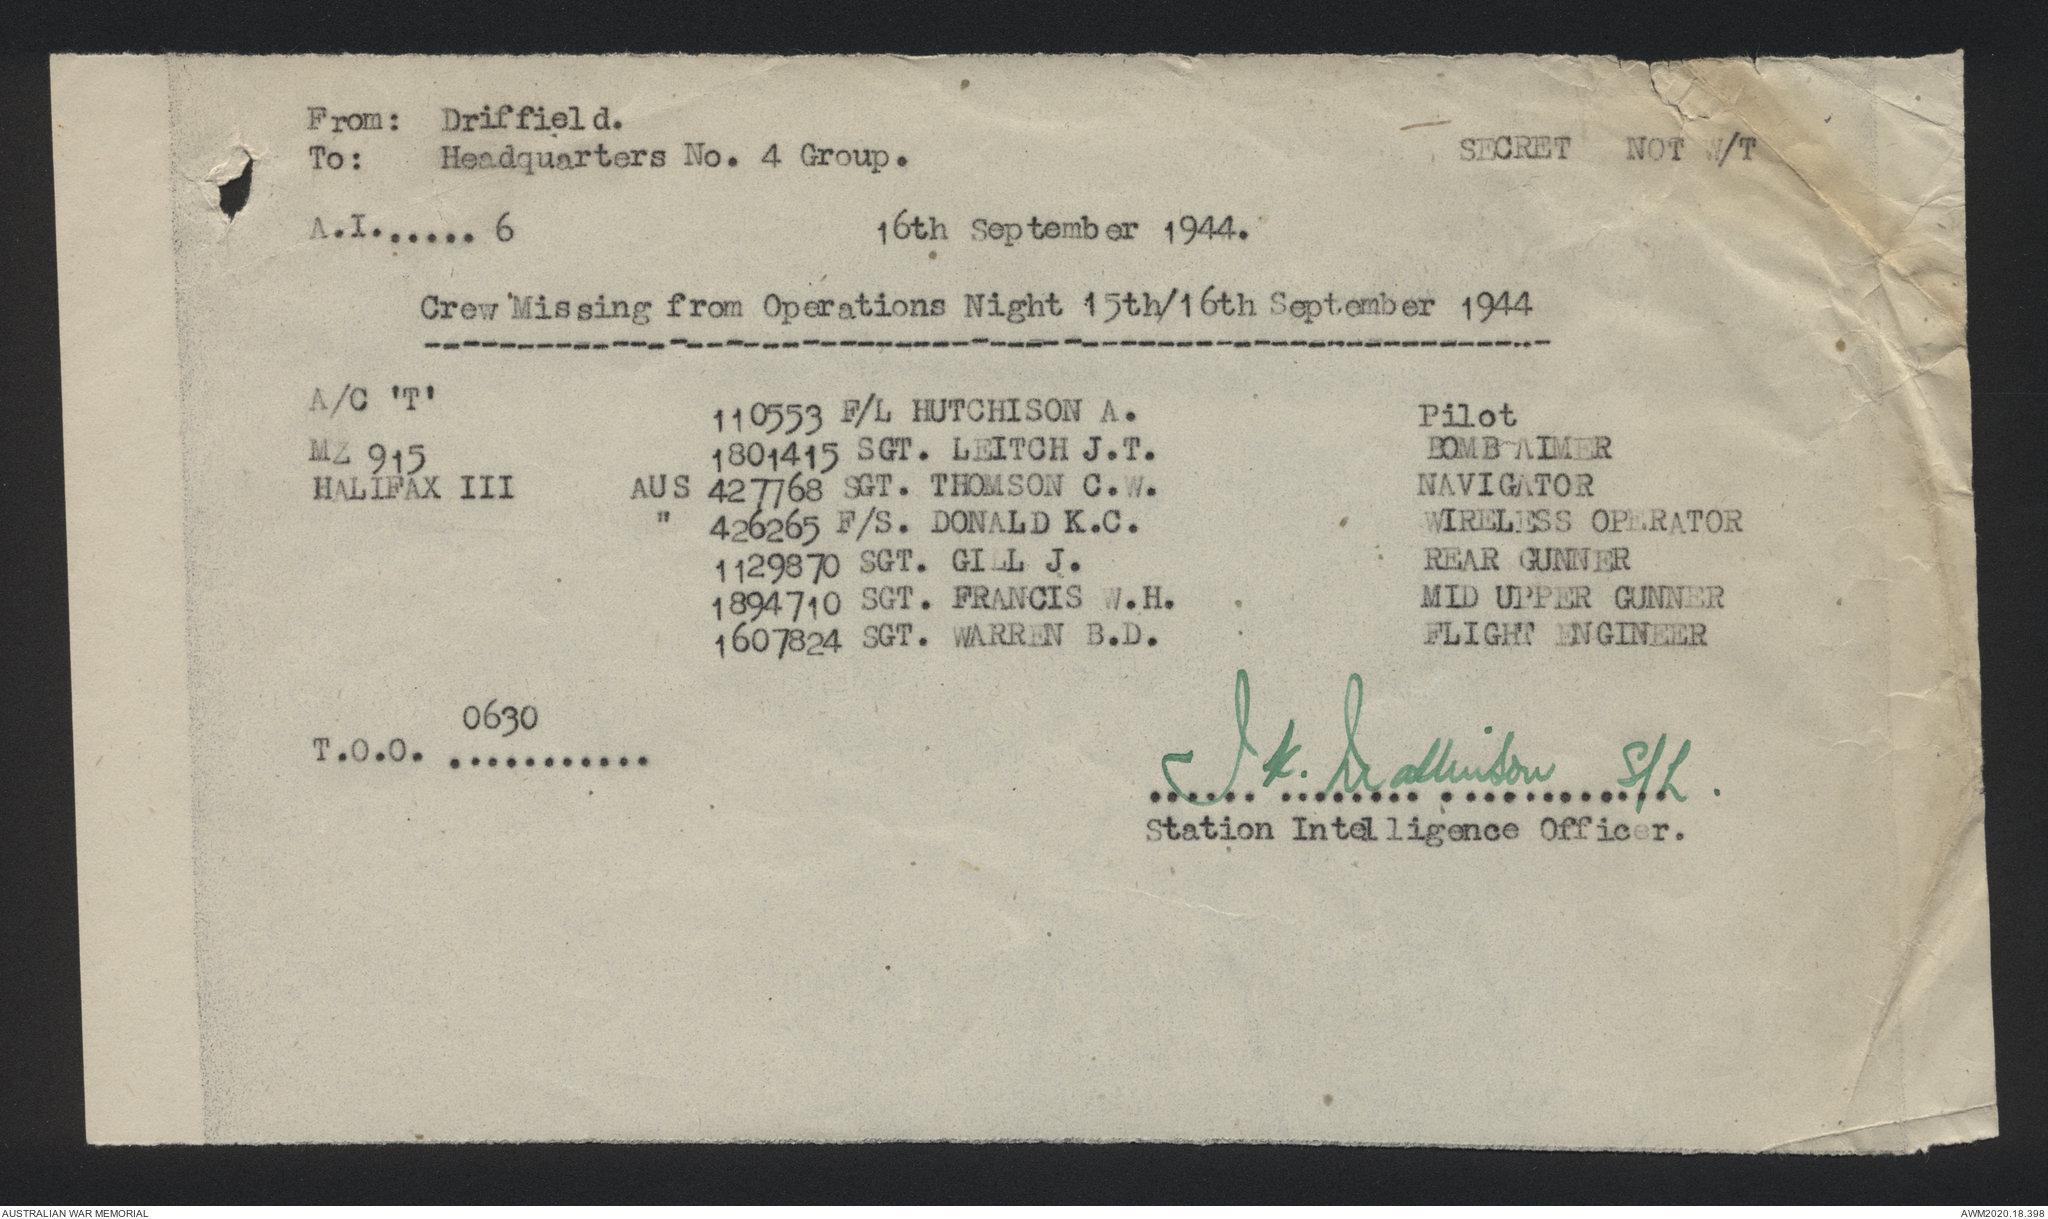 From: Driffield.
To: Headquarters No. 4 Group.
SECRET NOT W/T
A.I....... 6 16th September 1944.
Crew Missing from Operations Night 15th/16th September 1944
A/C 'T' 110553 F/L HUTCHISON A. Pilot
MZ 915 1801415 SGT. LEITCH J.T. BOMB-AIMER
HALIFAX III AUS 427768 SGT. THOMSON C.W. NAVIGATOR
" 426265 F/S. DONALD K.C. WIRELESS OPERATOR
1129870 SGT. GILL J. REAR GUNNER
1894710 SGT. FRANCIS W.H. MID UPPER GUNNER
1607824 SGT. WARREN B.D. FLIGHT ENGINEER
0630
T.O.O. ...........
S/L.
Station Intelligence Officer.
AUSTRALIAN WAR MEMORIAL AWM2020.18.398